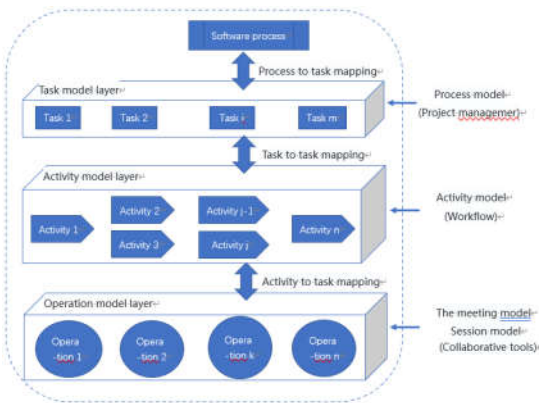 Software process
Process to task mapping
Task model layer
Process model
(Project managemer)
Task 1
Task 2
Task i
Task m
Task to task mapping
Activity model layer
Activity 1
Activity 2
Activity 3
Activity j-1
Activity j
Activity n
Activity model
(Workflow)
Activity to task mapping
Operation model layer
Opera
-tion 1
Opera
-tion 2
Opera
-tion k
Opera
-tion n
The meeting model
Session model
(Collaborative tools)